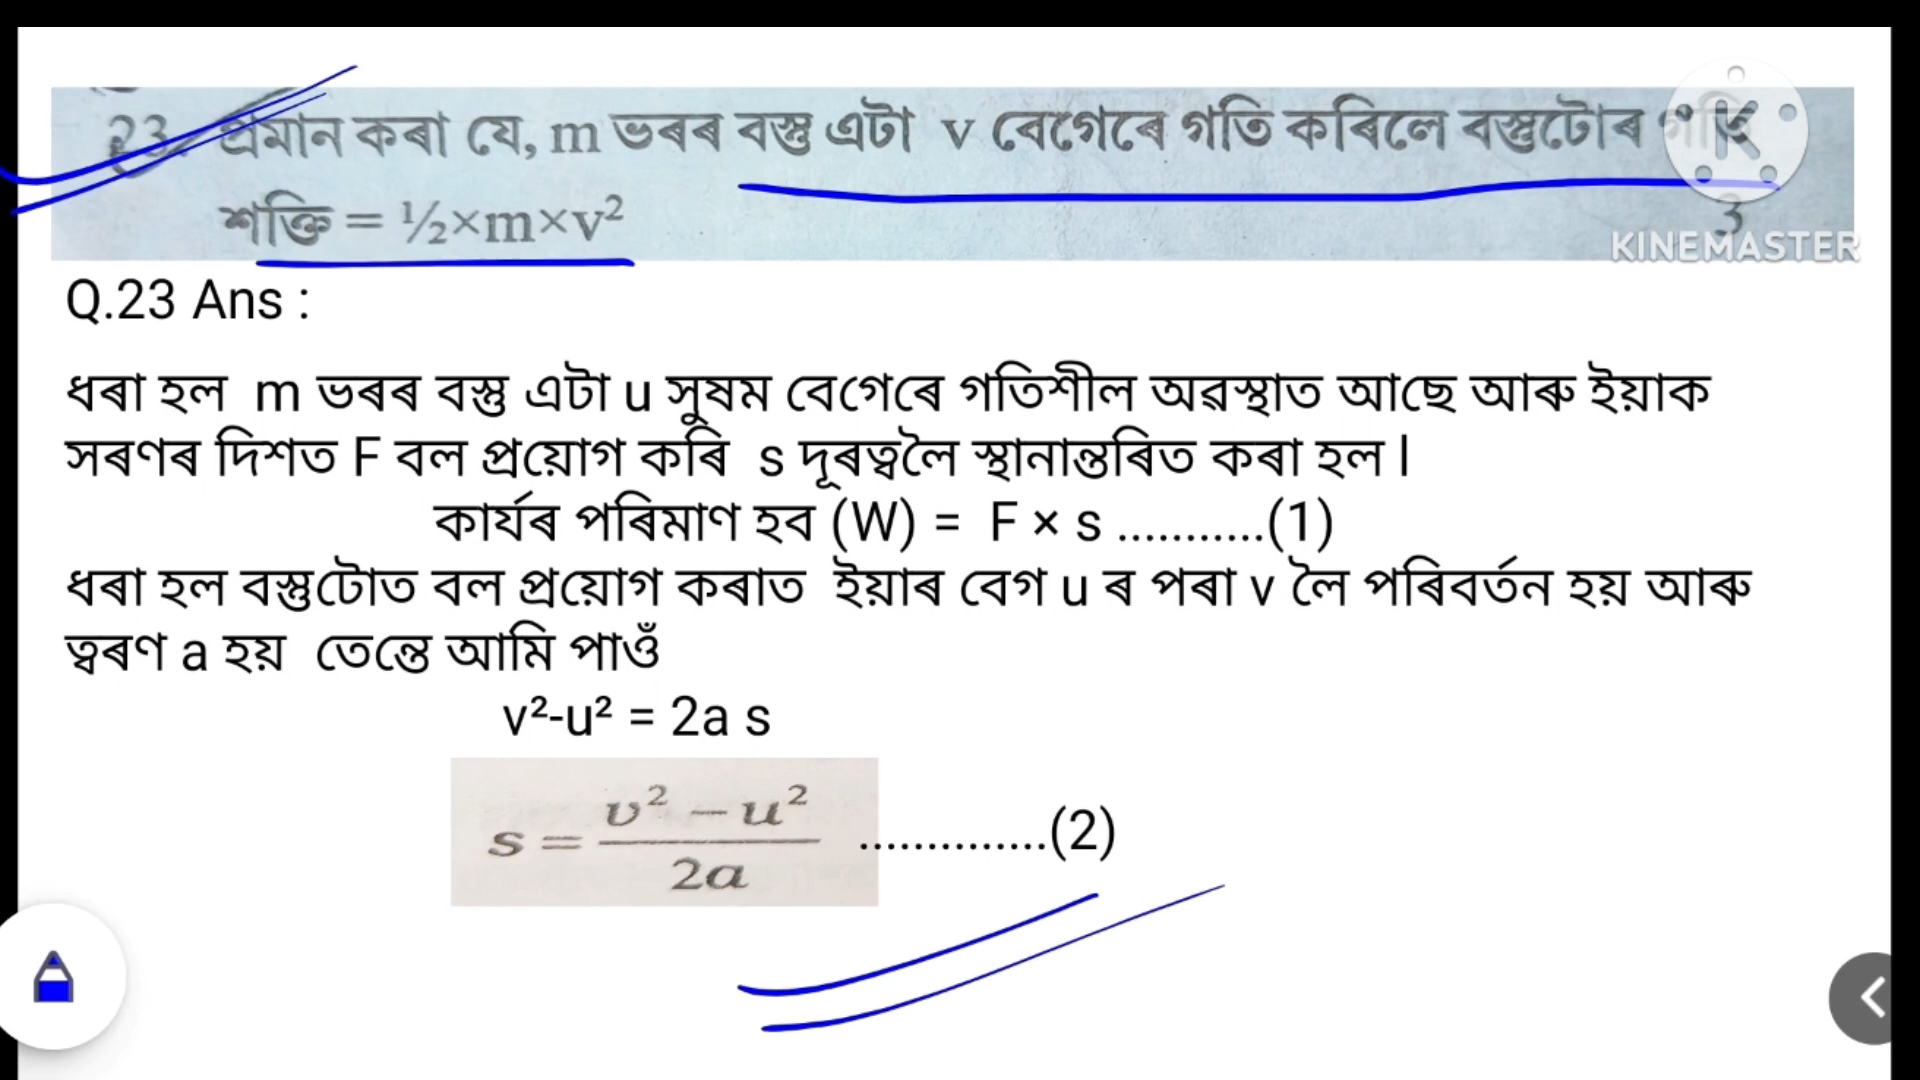 23. প্ৰমান কৰা যে, m ভৰৰ বস্তু এটা v বেগেৰে গতি কৰিলে বস্তুটোৰ গতি
শক্তি = ½×m×v² 3
KINEMASTER
Q.23 Ans :
ধৰা হল m ভৰৰ বস্তু এটা u সুষম বেগেৰে গতিশীল অৱস্থাত আছে আৰু ইয়াক
সৰণৰ দিশত F বল প্ৰয়োগ কৰি s দূৰত্বলৈ স্থানান্তৰিত কৰা হল l
কাৰ্যৰ পৰিমাণ হব (W) = F × s ...........(1)
ধৰা হল বস্তুটোত বল প্ৰয়োগ কৰাত ইয়াৰ বেগ u ৰ পৰা v লৈ পৰিবৰ্তন হয় আৰু
ত্বৰণ a হয় তেন্তে আমি পাওঁ
v²-u² = 2a s
s = (v² − u²) / 2a ..............(2)